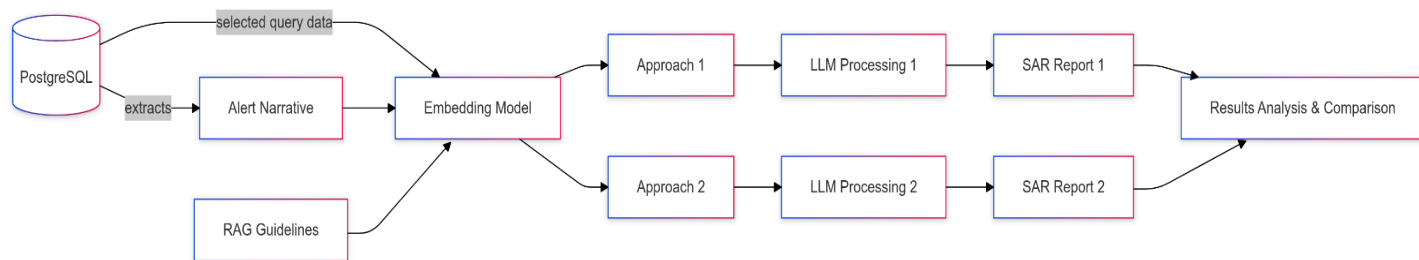 selected query data
PostgreSQL
extracts
Alert Narrative
Embedding Model
RAG Guidelines
Approach 1
LLM Processing 1
SAR Report 1
Approach 2
LLM Processing 2
SAR Report 2
Results Analysis & Comparison